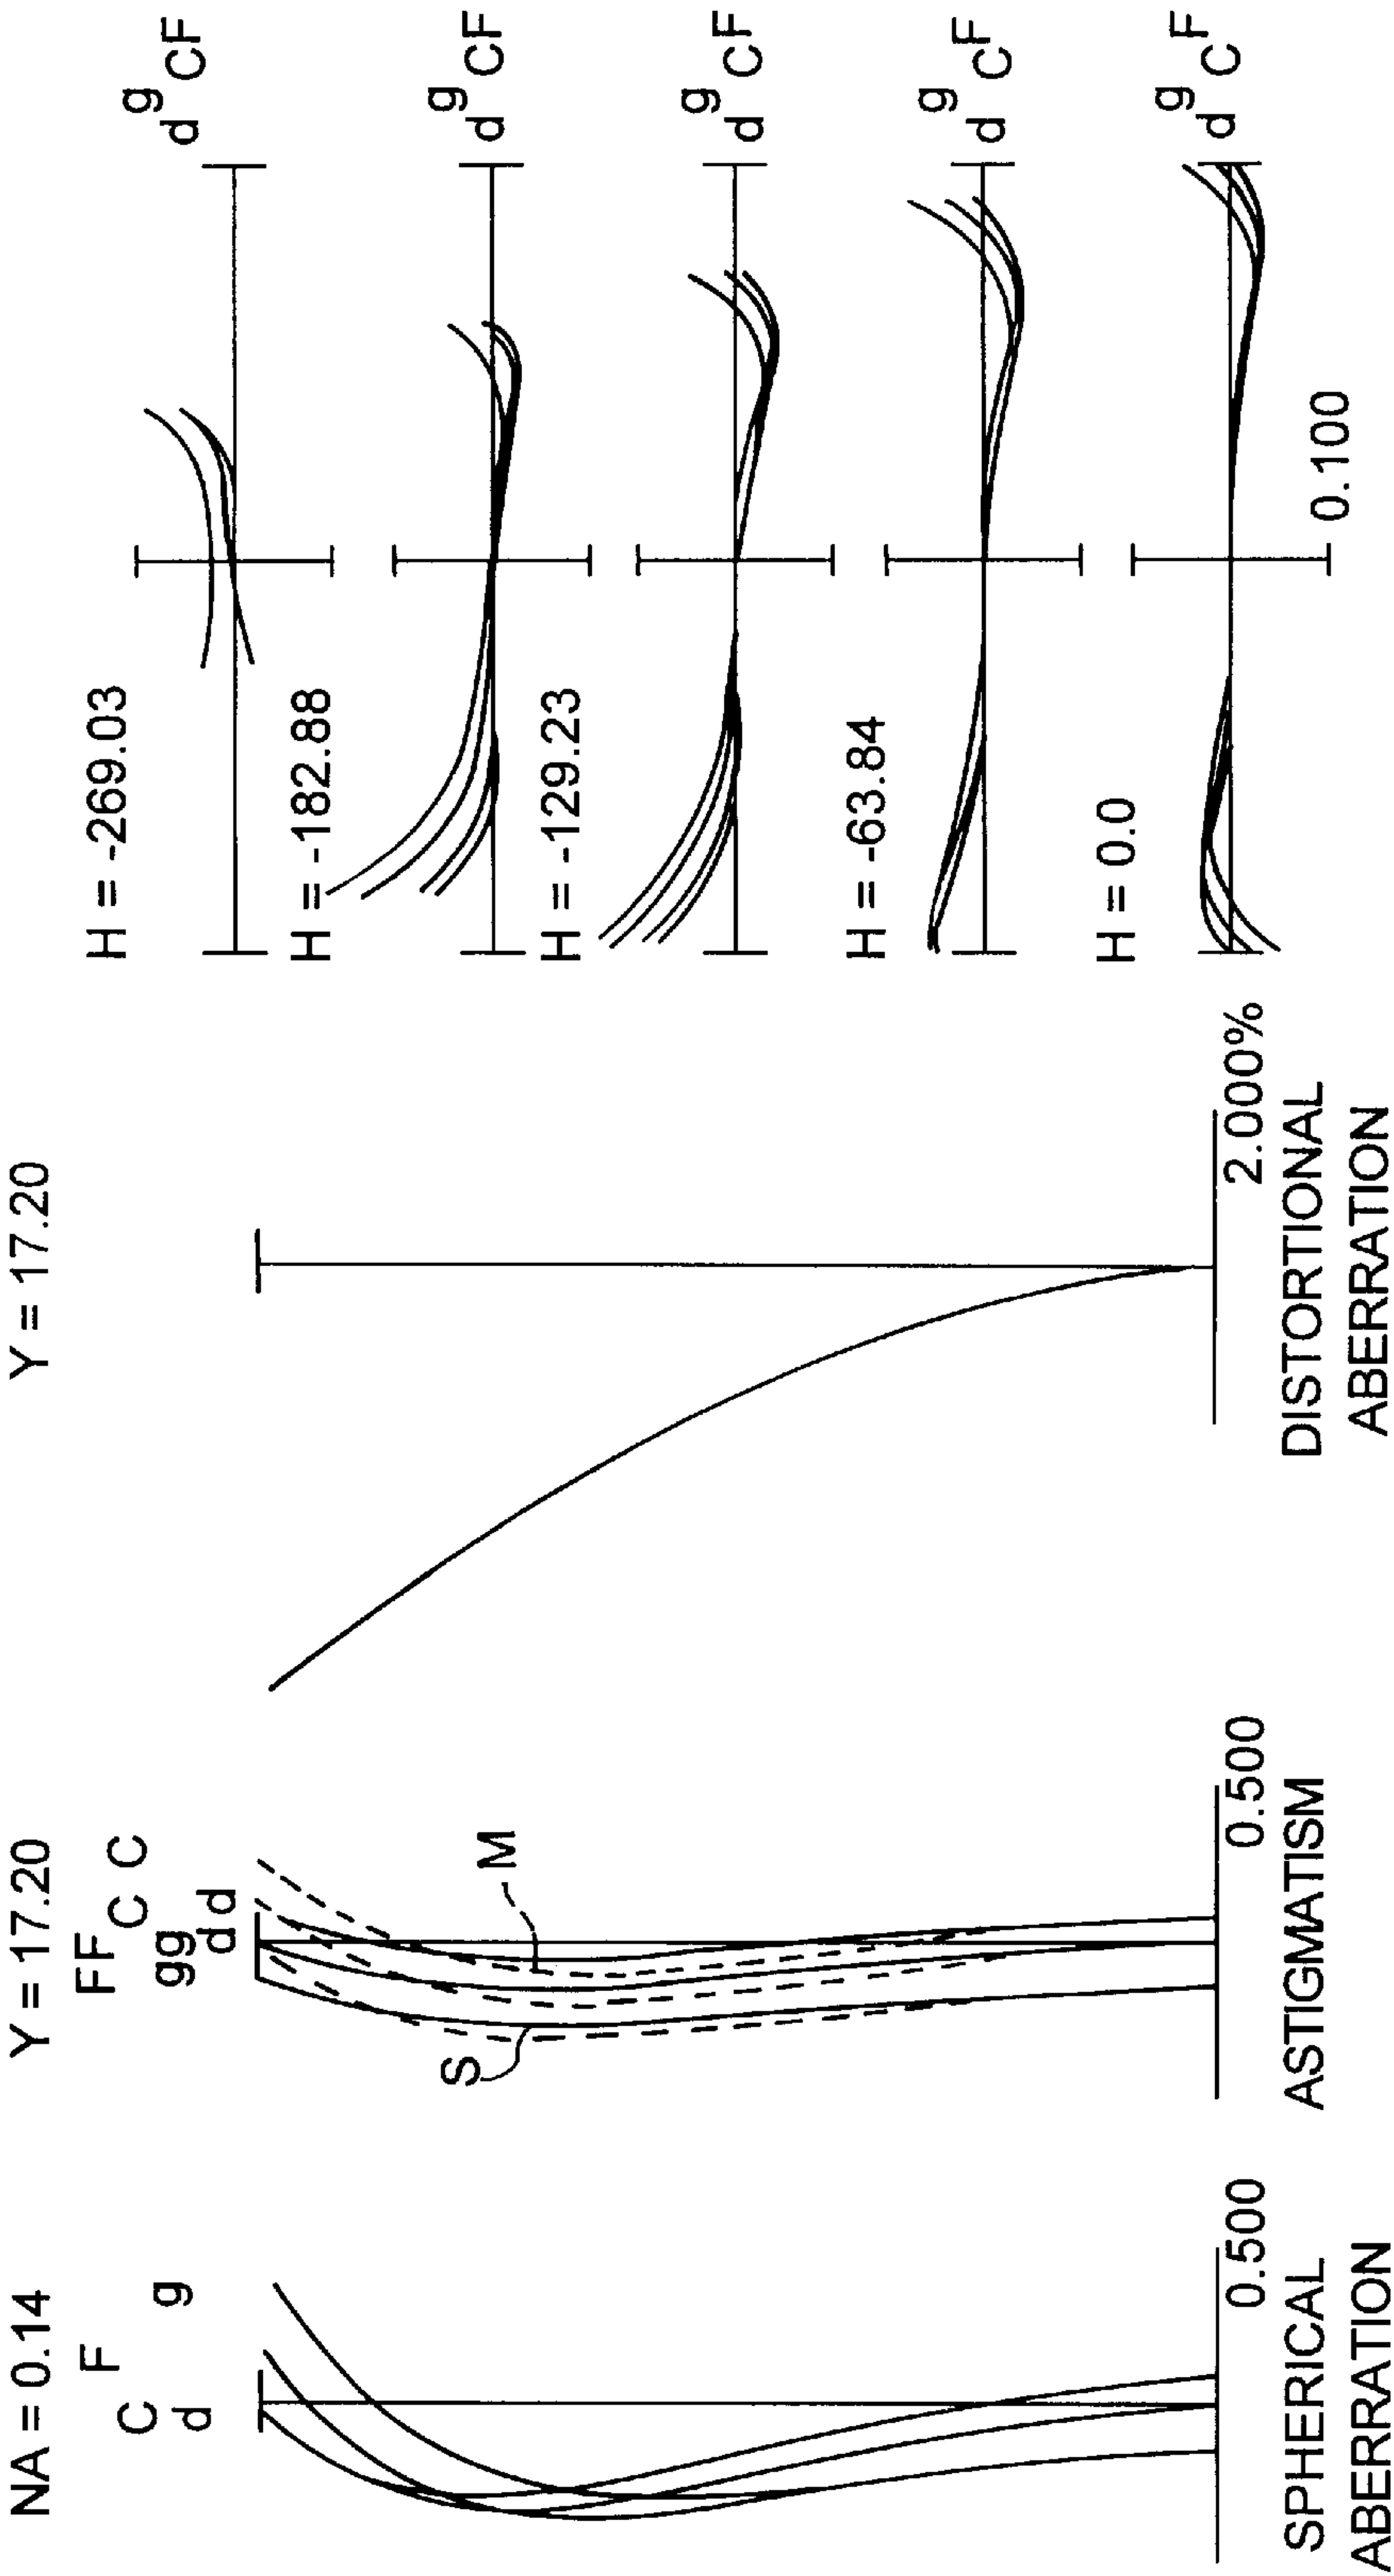 NA = 0.14
F
C
g
d
0.500
SPHERICAL
ABERRATION
Y = 17.20
FF
C C
gg
d d
S
M
0.500
ASTIGMATISM
Y = 17.20
2.000%
DISTORTIONAL
ABERRATION
H = -269.03
d g CF
H = -182.88
d g CF
H = -129.23
d g CF
H = -63.84
d g C F
H = 0.0
d g C F
0.100